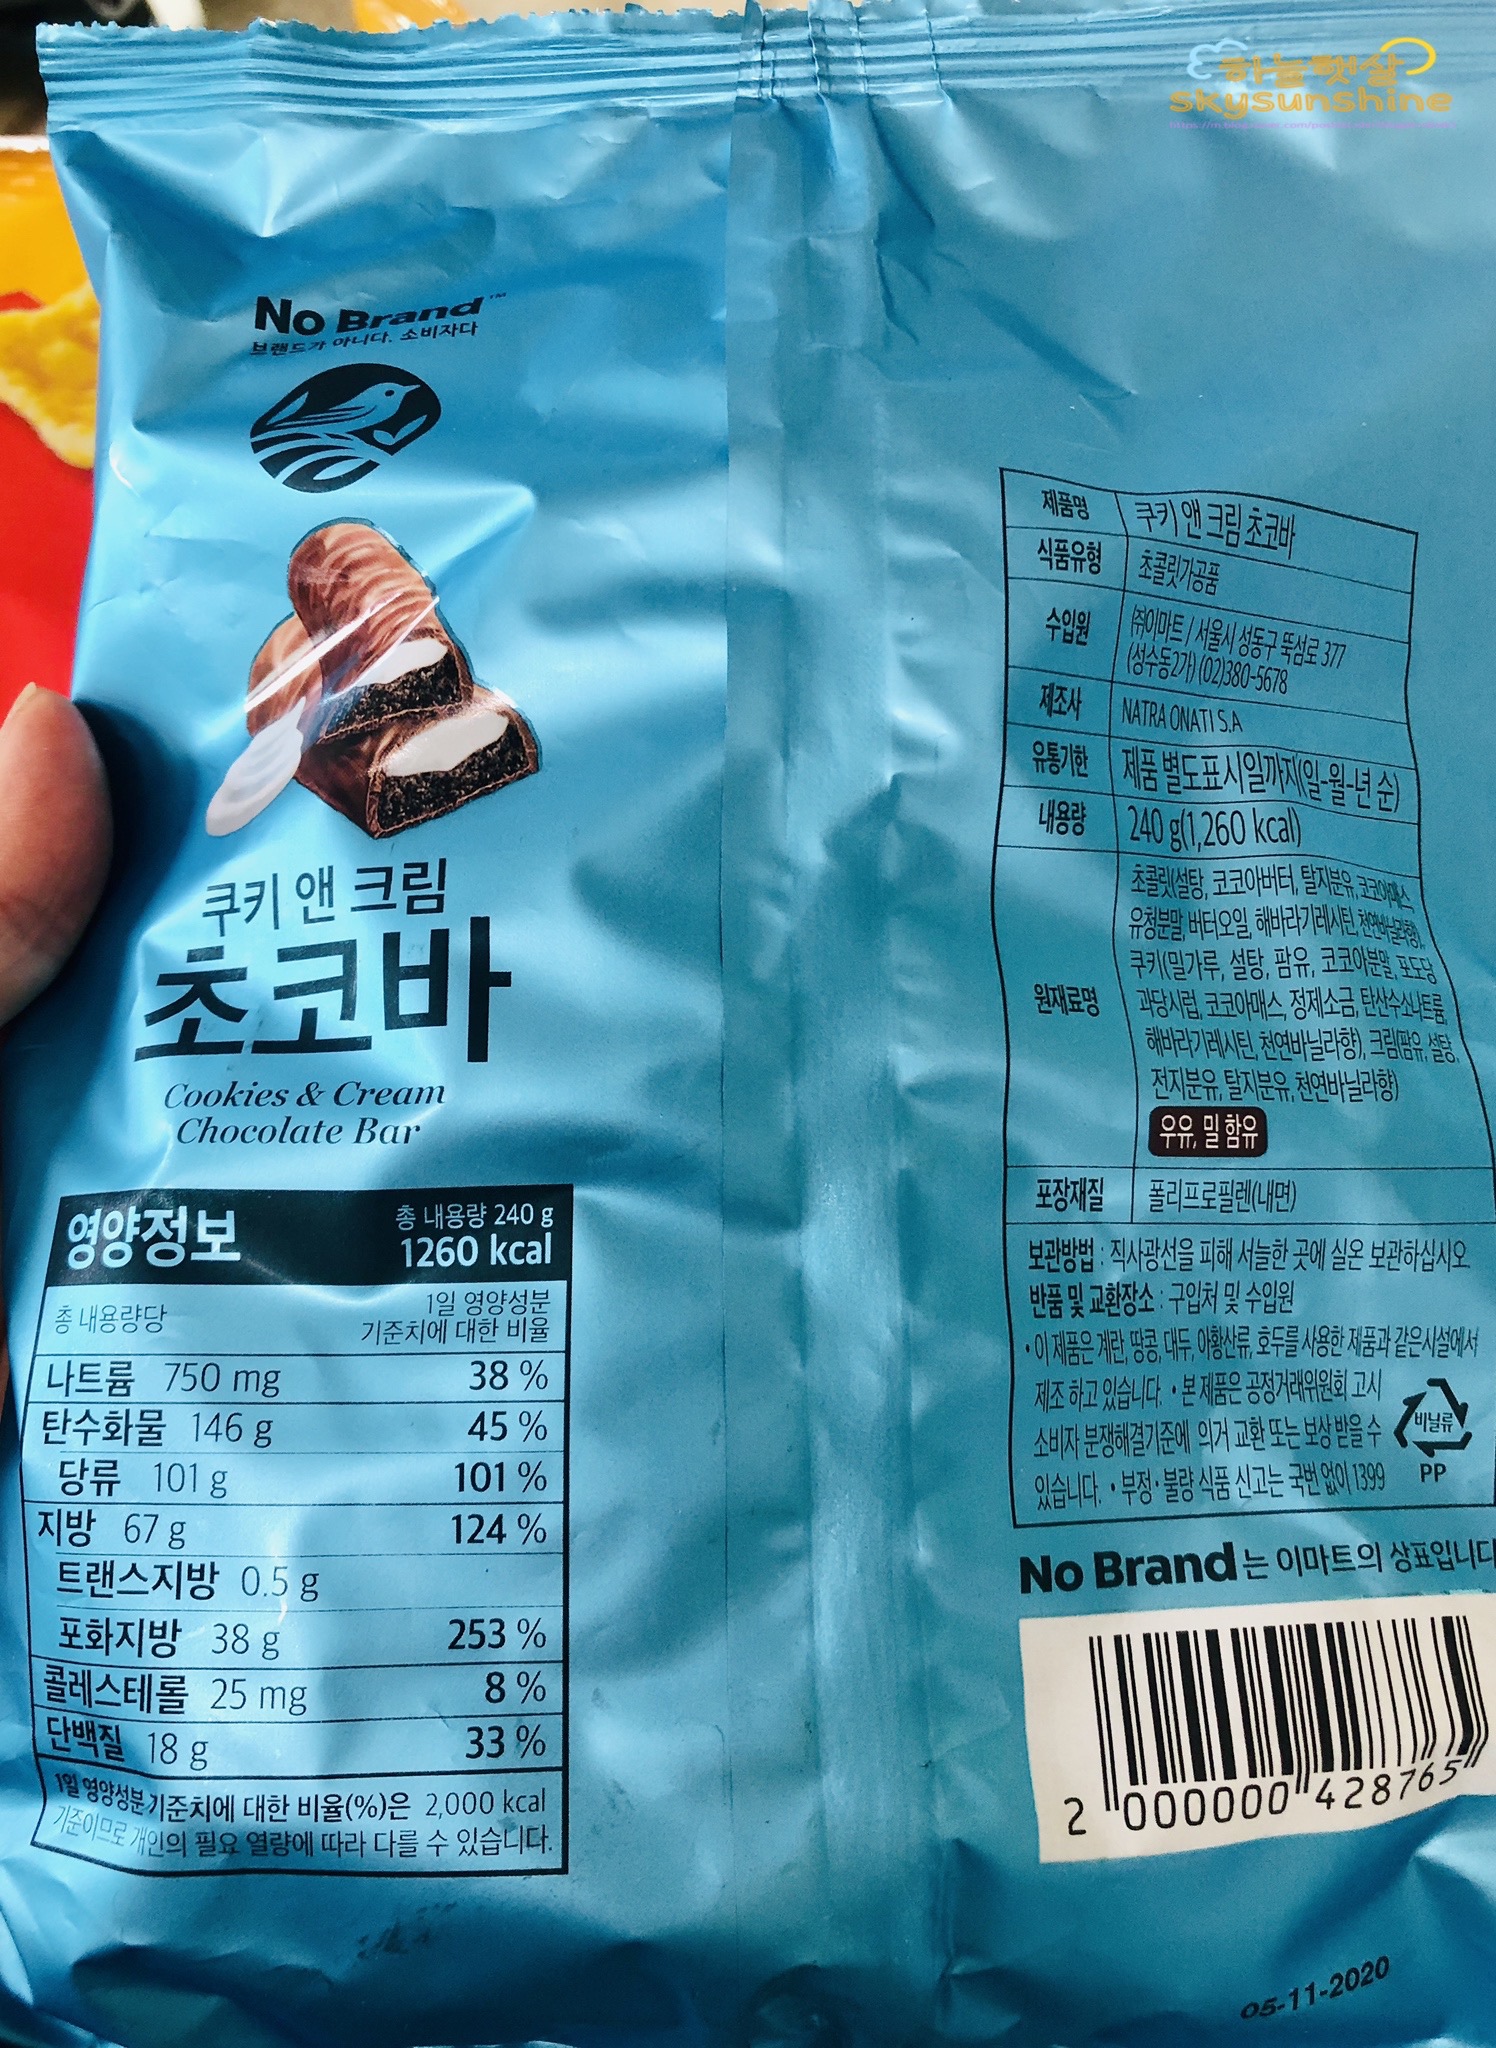 하늘햇살
skysunshine
No Brand™
브랜드가 아니다. 소비자다
쿠키 앤 크림
초코바
Cookies & Cream
Chocolate Bar
영양정보
총 내용량 240 g
1260 kcal
총 내용량당
1일 영양성분
기준치에 대한 비율
나트륨 750 mg 38 %
탄수화물 146 g 45 %
당류 101 g 101 %
지방 67 g 124 %
트랜스지방 0.5 g
포화지방 38 g 253 %
콜레스테롤 25 mg 8 %
단백질 18 g 33 %
1일 영양성분 기준치에 대한 비율(%)은 2,000 kcal
기준이므로 개인의 필요 열량에 따라 다를 수 있습니다.
제품명 쿠키 앤 크림 초코바
식품유형 초콜릿가공품
수입원 ㈜이마트 / 서울시 성동구 뚝섬로 377
(성수동2가) (02)380-5678
제조사 NATRA ONATI S.A
유통기한 제품 별도표시일까지(일-월-년 순)
내용량 240 g(1,260 kcal)
원재료명
초콜릿(설탕, 코코아버터, 탈지분유, 코코아매스,
유청분말, 버터오일, 해바라기레시틴, 천연바닐라향),
쿠키(밀가루, 설탕, 팜유, 코코아분말, 포도당
과당시럽, 코코아매스, 정제소금, 탄산수소나트륨,
해바라기레시틴, 천연바닐라향), 크림(팜유, 설탕,
전지분유, 탈지분유, 천연바닐라향)
우유, 밀 함유
포장재질 폴리프로필렌(내면)
보관방법 : 직사광선을 피해 서늘한 곳에 실온 보관하십시오
반품 및 교환장소 : 구입처 및 수입원
• 이 제품은 계란, 땅콩, 대두, 아황산류, 호두를 사용한 제품과 같은시설에서
제조 하고 있습니다. • 본 제품은 공정거래위원회 고시
소비자 분쟁해결기준에 의거 교환 또는 보상 받을 수
있습니다. • 부정·불량 식품 신고는 국번 없이 1399
비닐류
PP
No Brand는 이마트의 상표입니다
2 000000 428765
05-11-2020